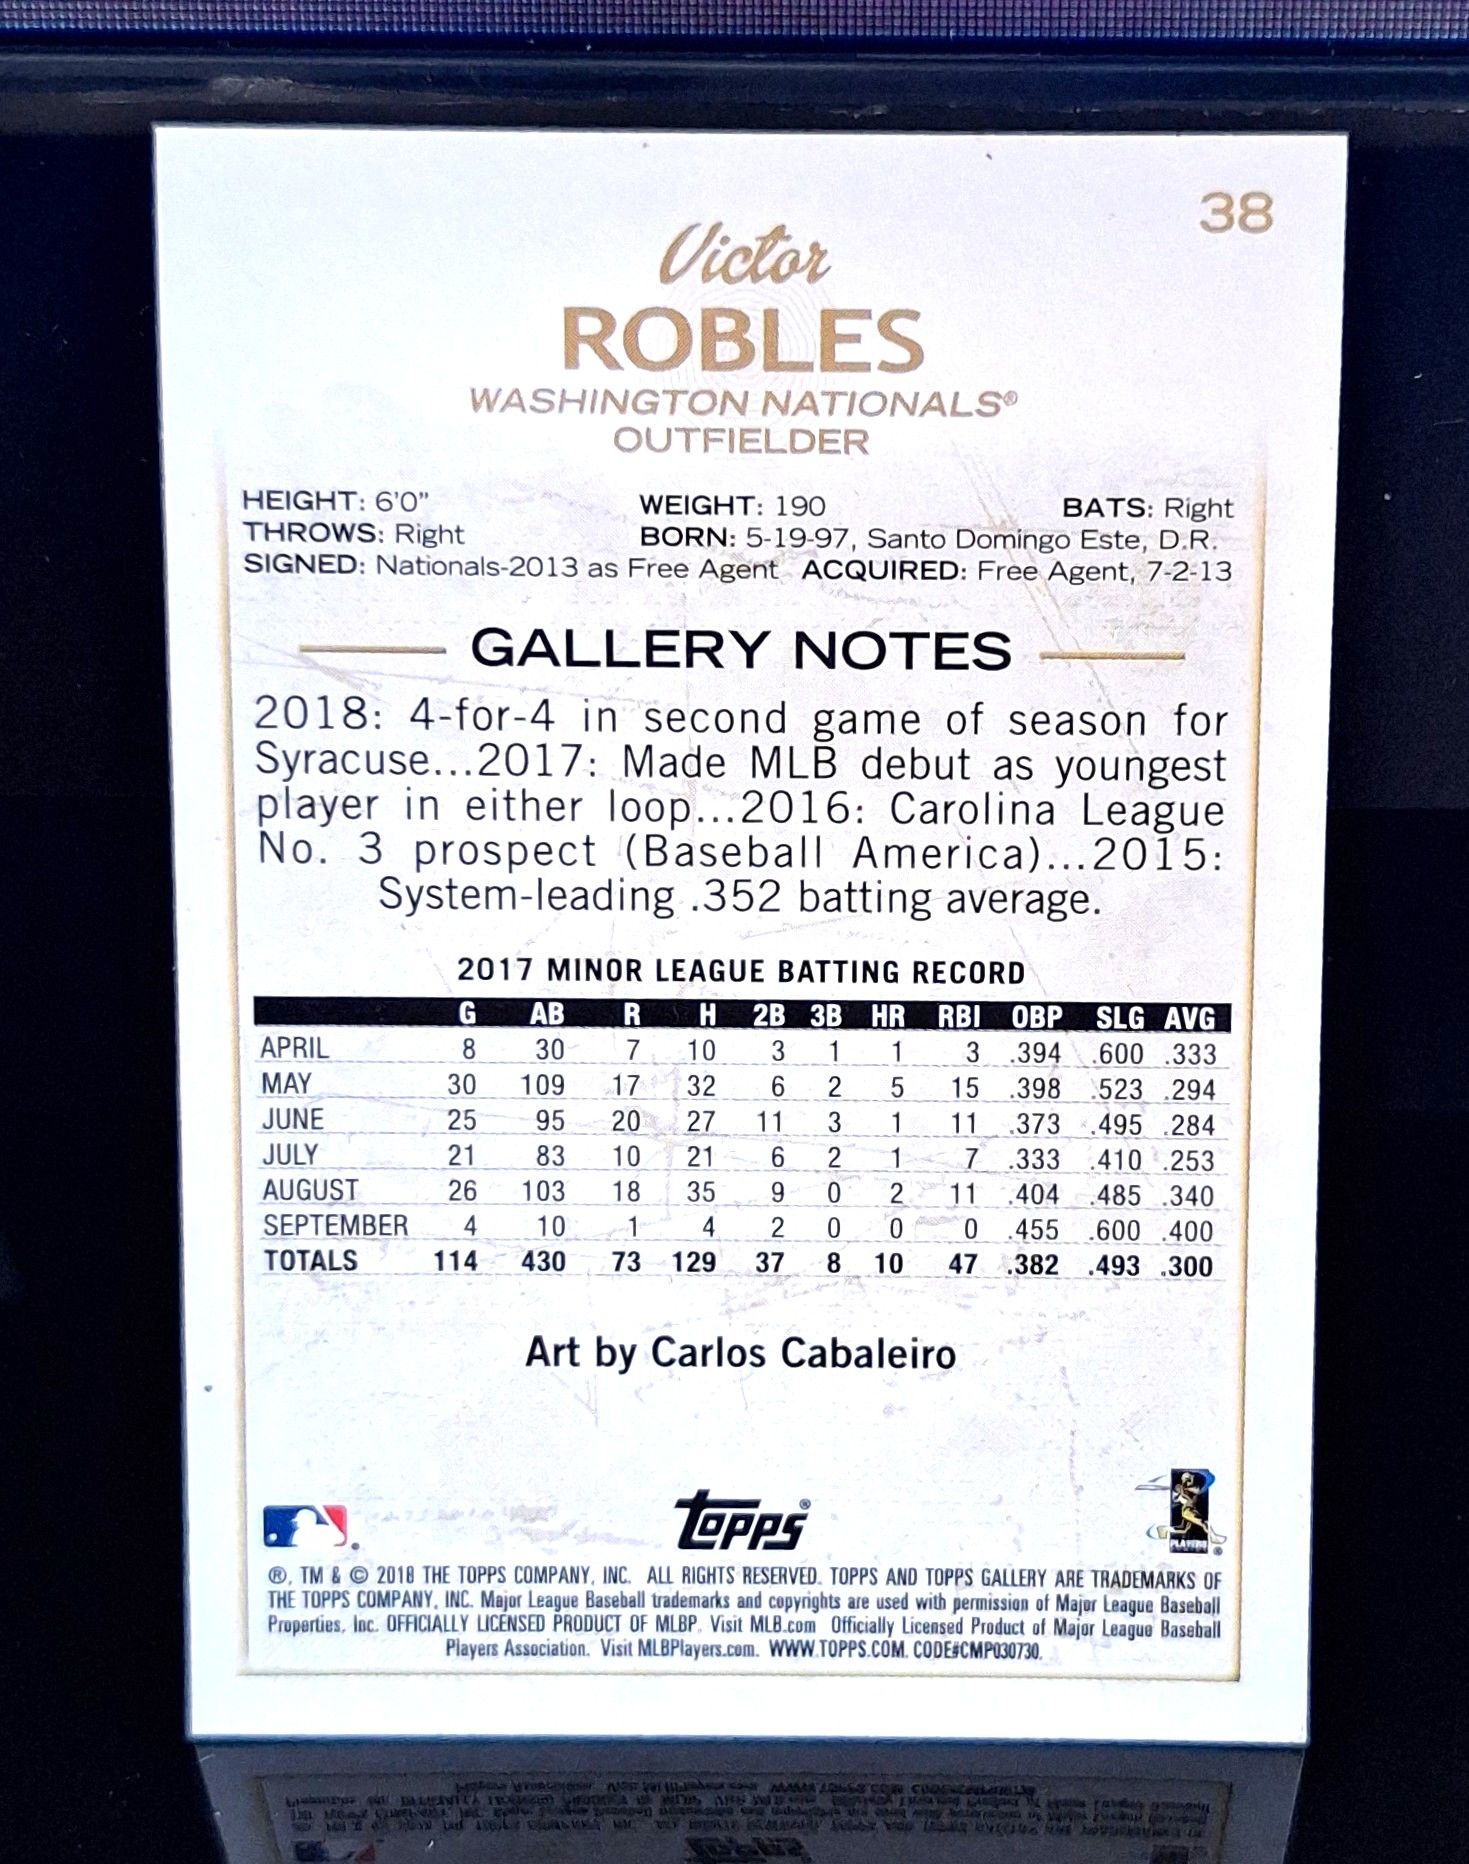 38
Victor
ROBLES
WASHINGTON NATIONALS®
OUTFIELDER
HEIGHT: 6'0" WEIGHT: 190 BATS: Right
THROWS: Right BORN: 5-19-97, Santo Domingo Este, D.R.
SIGNED: Nationals-2013 as Free Agent ACQUIRED: Free Agent, 7-2-13
GALLERY NOTES
2018: 4-for-4 in second game of season for
Syracuse...2017: Made MLB debut as youngest
player in either loop...2016: Carolina League
No. 3 prospect (Baseball America)...2015:
System-leading .352 batting average.
2017 MINOR LEAGUE BATTING RECORD
G AB R H 2B 3B HR RBI OBP SLG AVG
APRIL 8 30 7 10 3 1 1 3 .394 .600 .333
MAY 30 109 17 32 6 2 5 15 .398 .523 .294
JUNE 25 95 20 27 11 3 1 11 .373 .495 .284
JULY 21 83 10 21 6 2 1 7 .333 .410 .253
AUGUST 26 103 18 35 9 0 2 11 .404 .485 .340
SEPTEMBER 4 10 1 4 2 0 0 0 .455 .600 .400
TOTALS 114 430 73 129 37 8 10 47 .382 .493 .300
Art by Carlos Cabaleiro
topps®
PLAYERS
®, TM & © 2018 THE TOPPS COMPANY, INC. ALL RIGHTS RESERVED. TOPPS AND TOPPS GALLERY ARE TRADEMARKS OF
THE TOPPS COMPANY, INC. Major League Baseball trademarks and copyrights are used with permission of Major League Baseball
Properties, Inc. OFFICIALLY LICENSED PRODUCT OF MLBP. Visit MLB.com Officially Licensed Product of Major League Baseball
Players Association. Visit MLBPlayers.com. WWW.TOPPS.COM. CODE#CMP030730.